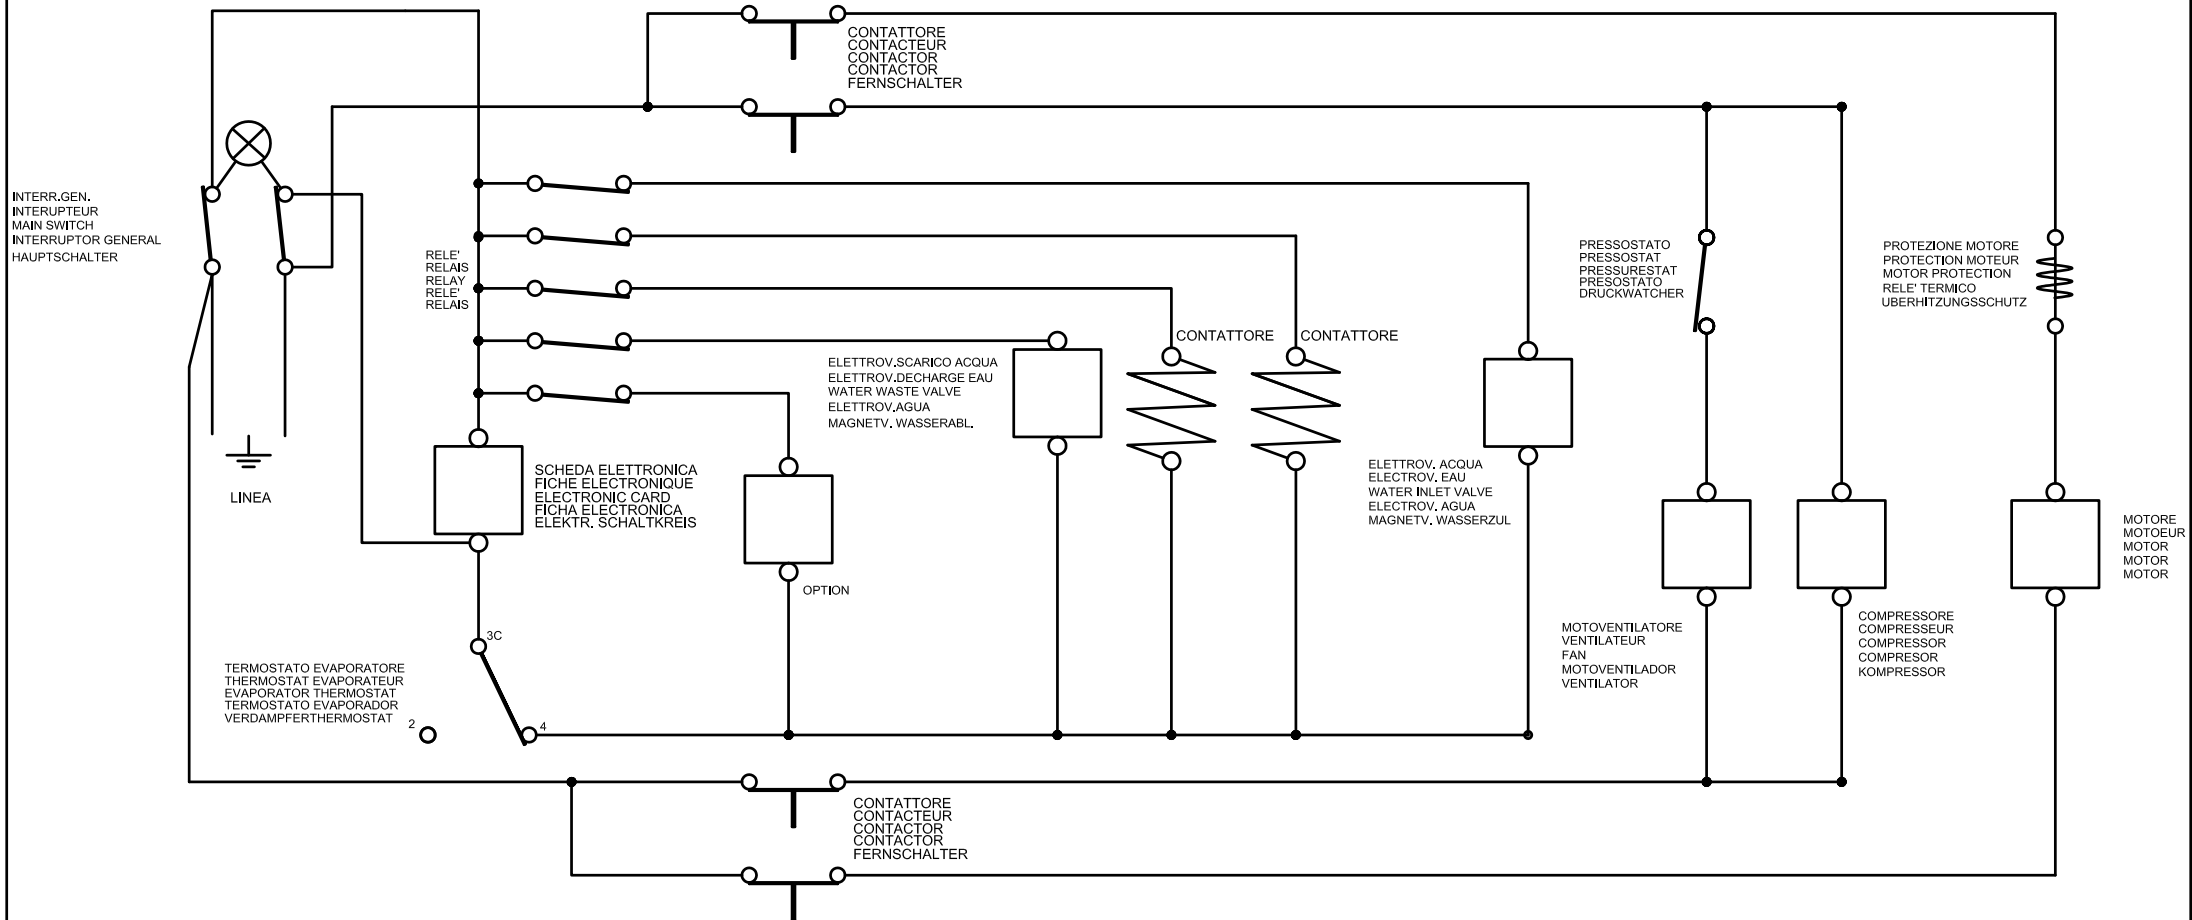 CONTATTORE
CONTACTEUR
CONTACTOR
CONTACTOR
FERNSCHALTER
INTERR.GEN.
INTERUPTEUR
MAIN SWITCH
INTERRUPTOR GENERAL
HAUPTSCHALTER
RELE'
RELAIS
RELAY
RELE'
RELAIS
PRESSOSTATO
PRESSOSTAT
PRESSURESTAT
PRESOSTATO
DRUCKWATCHER
PROTEZIONE MOTORE
PROTECTION MOTEUR
MOTOR PROTECTION
RELE' TERMICO
UBERHITZUNGSSCHUTZ
CONTATTORE
CONTATTORE
ELETTROV.SCARICO ACQUA
ELETTROV.DECHARGE EAU
WATER WASTE VALVE
ELETTROV.AGUA
MAGNETV. WASSERABL.
LINEA
SCHEDA ELETTRONICA
FICHE ELECTRONIQUE
ELECTRONIC CARD
FICHA ELECTRONICA
ELEKTR. SCHALTKREIS
ELETTROV. ACQUA
ELECTROV. EAU
WATER INLET VALVE
ELECTROV. AGUA
MAGNETV. WASSERZUL
MOTORE
MOTOEUR
MOTOR
MOTOR
MOTOR
OPTION
MOTOVENTILATORE
VENTILATEUR
FAN
MOTOVENTILADOR
VENTILATOR
COMPRESSORE
COMPRESSEUR
COMPRESSOR
COMPRESOR
KOMPRESSOR
3C
TERMOSTATO EVAPORATORE
THERMOSTAT EVAPORATEUR
EVAPORATOR THERMOSTAT
TERMOSTATO EVAPORADOR
VERDAMPFERTHERMOSTAT
2
4
CONTATTORE
CONTACTEUR
CONTACTOR
CONTACTOR
FERNSCHALTER